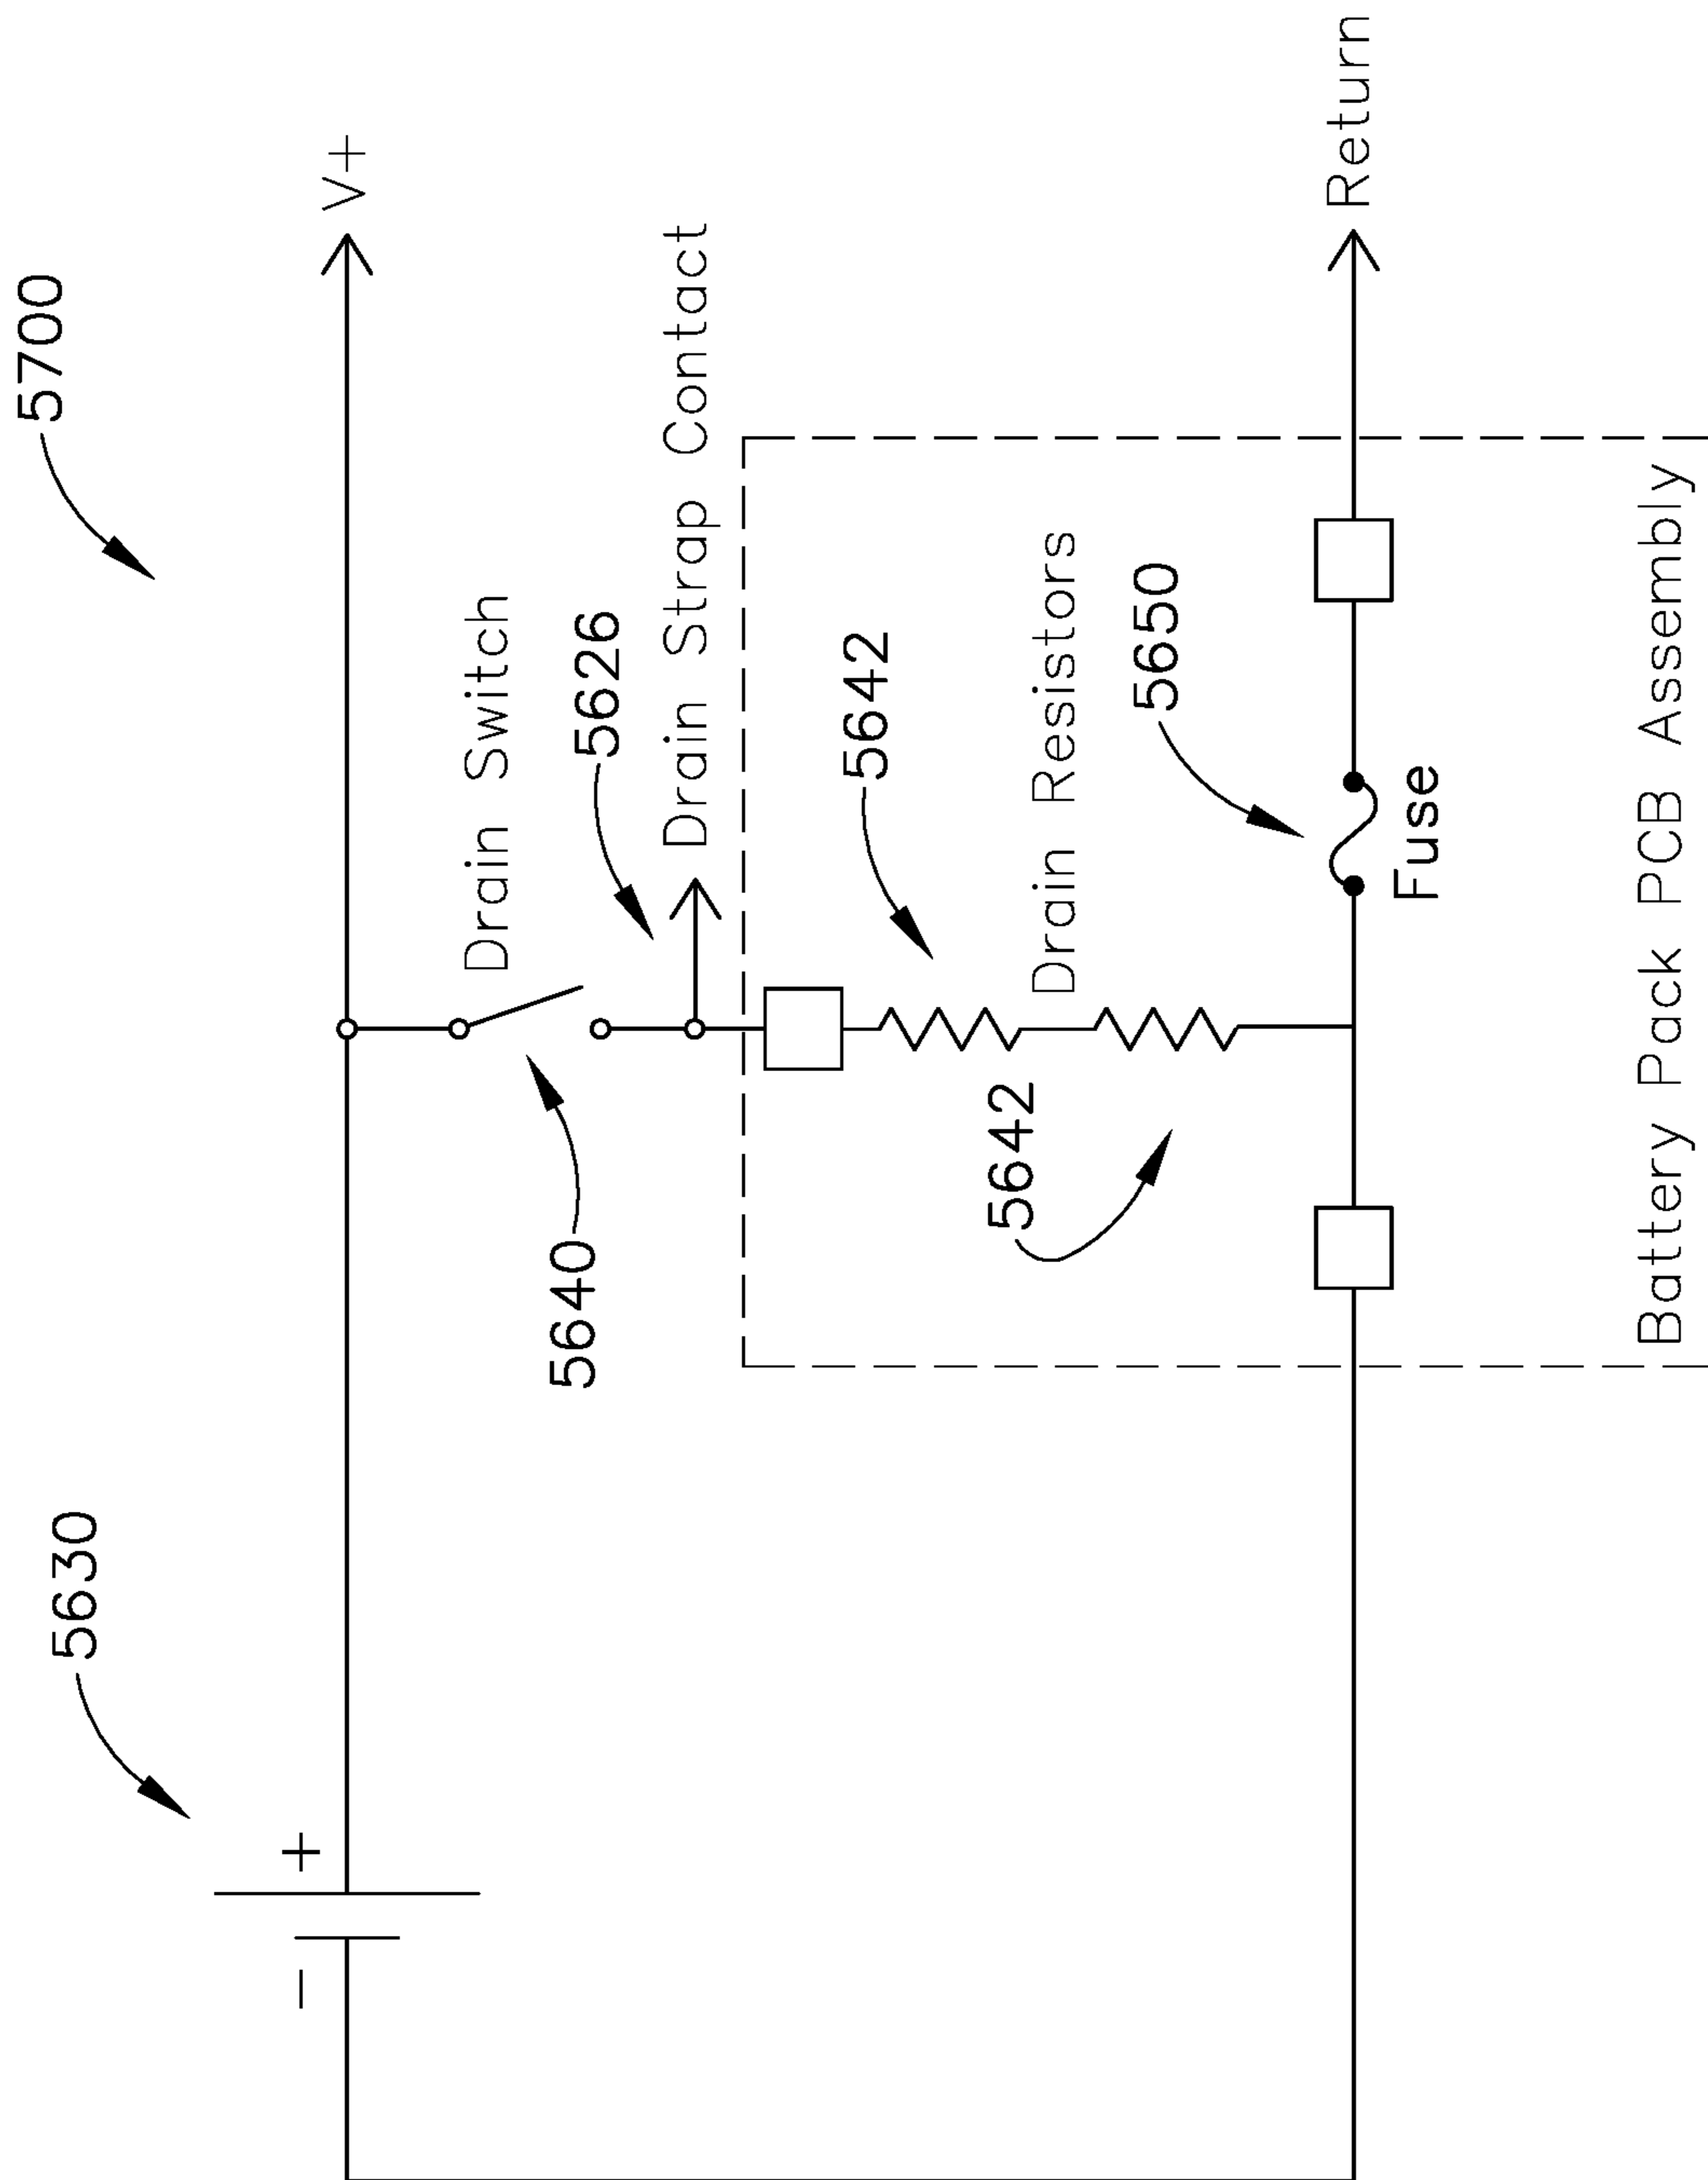 5700
5630
+
−
V+
Drain Switch
5640
5626
Drain Strap Contact
5642
Drain Resistors
5642
5650
Fuse
Return
Battery Pack PCB Assembly